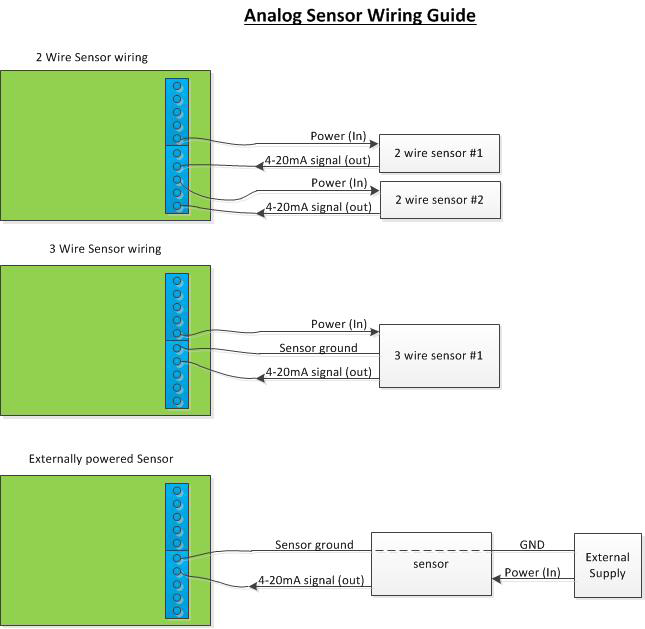 Analog Sensor Wiring Guide
2 Wire Sensor wiring
Power (In)
4-20mA signal (out)
2 wire sensor #1
Power (In)
4-20mA signal (out)
2 wire sensor #2
3 Wire Sensor wiring
Power (In)
Sensor ground
4-20mA signal (out)
3 wire sensor #1
Externally powered Sensor
Sensor ground
4-20mA signal (out)
sensor
GND
Power (In)
External
Supply